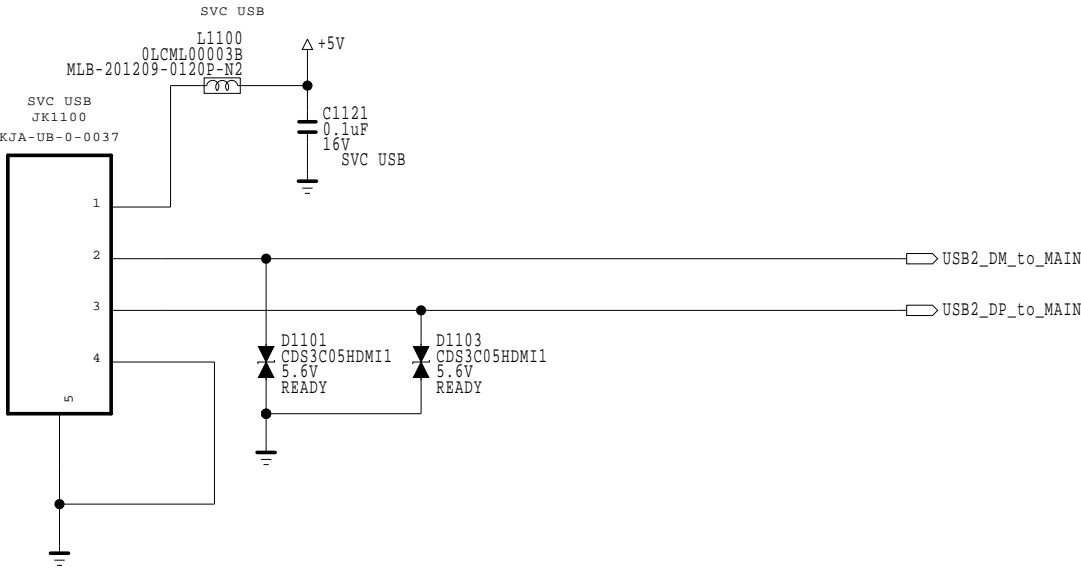 SVC USB
L1100
0LCML00003B
MLB-201209-0120P-N2
+5V
SVC USB
JK1100
KJA-UB-0-0037
C1121
0.1uF
16V
SVC USB
1
2
USB2_DM_to_MAIN
3
USB2_DP_to_MAIN
4
5
D1101
CDS3C05HDMI1
5.6V
READY
D1103
CDS3C05HDMI1
5.6V
READY